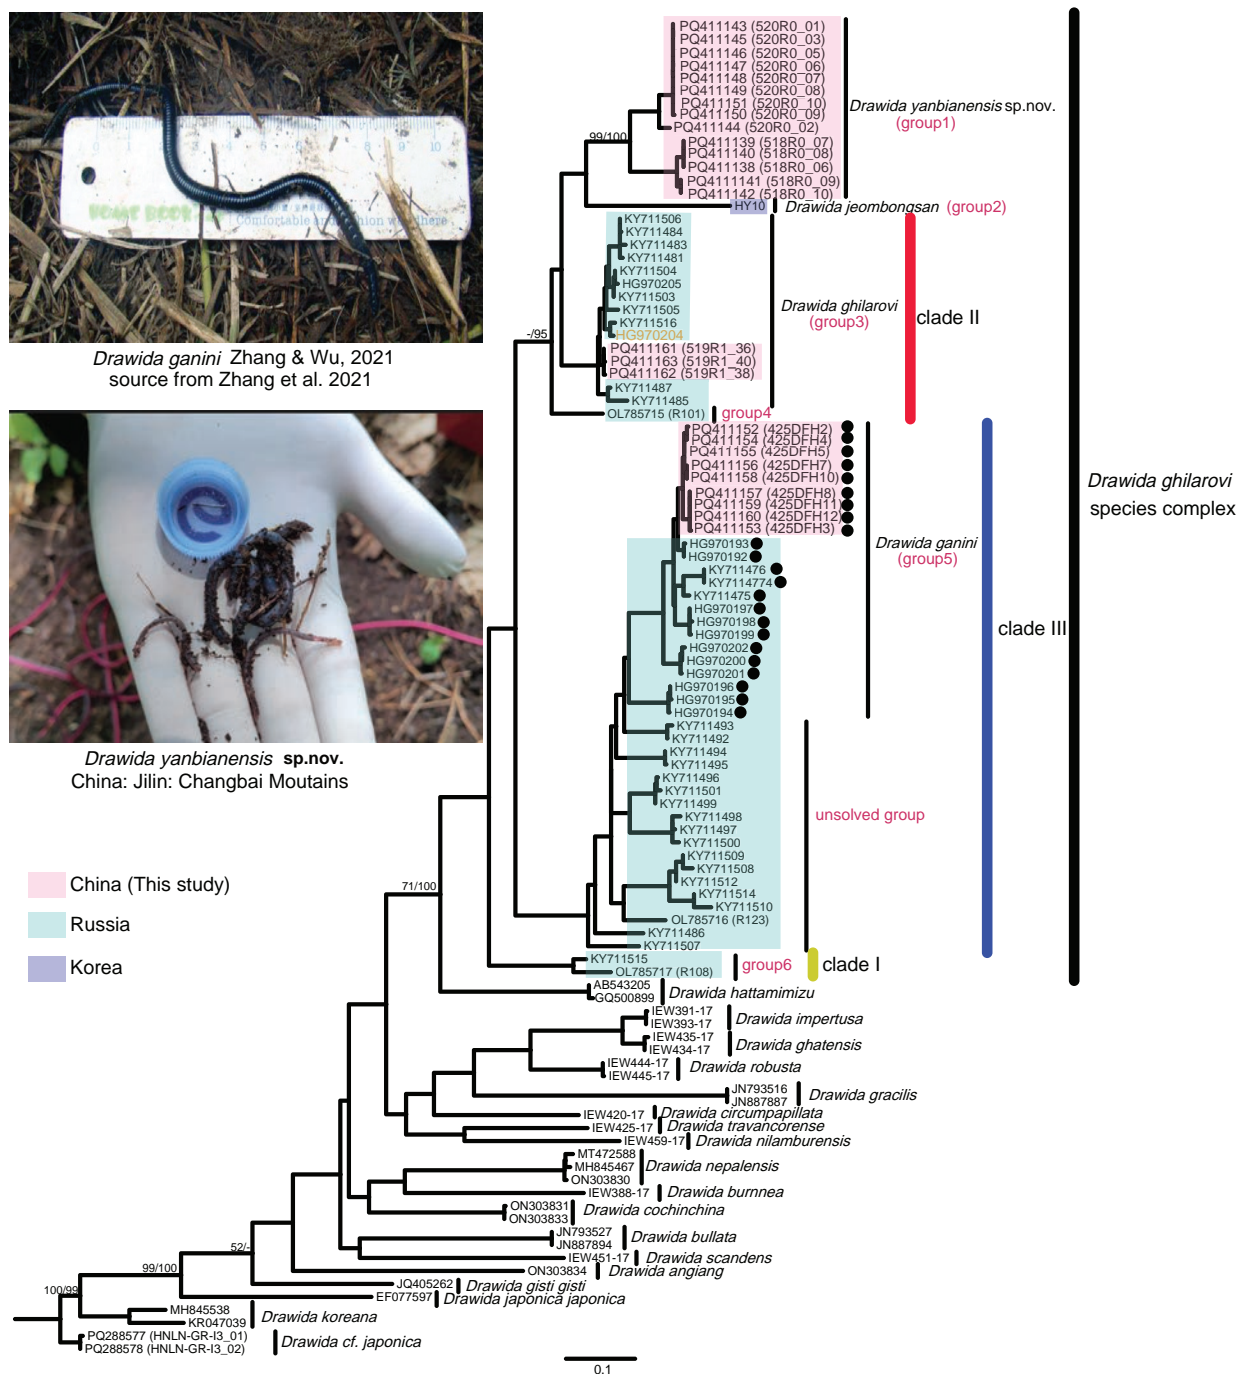 0 1 2 3 4 5 6 7 8 9 10
Comfortable
Drawida ganini Zhang & Wu, 2021
source from Zhang et al. 2021
Drawida yanbianensis sp.nov.
China: Jilin: Changbai Moutains
China (This study)
Russia
Korea
PQ411143 (520R0_01)
PQ411145 (520R0_03)
PQ411146 (520R0_05)
PQ411147 (520R0_06)
PQ411148 (520R0_07)
PQ411149 (520R0_08)
PQ411151 (520R0_10)
PQ411150 (520R0_09)
PQ411144 (520R0_02)
PQ411139 (518R0_07)
PQ411140 (518R0_08)
PQ411138 (518R0_06)
PQ411141 (518R0_09)
PQ411142 (518R0_10)
Drawida yanbianensis sp.nov.
(group1)
99/100
HY10
Drawida jeombongsan (group2)
KY711506
KY711484
KY711483
KY711481
KY711504
HG970205
KY711503
KY711505
KY711516
HG970204
PQ411161 (519R1_36)
PQ411163 (519R1_40)
PQ411162 (519R1_38)
KY711487
KY711485
Drawida ghilarovi
(group3)
clade II
-/95
OL785715 (R101)
group4
PQ411152 (425DFH2)
PQ411154 (425DFH4)
PQ411155 (425DFH5)
PQ411156 (425DFH7)
PQ411158 (425DFH10)
PQ411157 (425DFH8)
PQ411159 (425DFH11)
PQ411160 (425DFH12)
PQ411153 (425DFH3)
HG970193
HG970192
KY711476
KY7114774
KY711475
HG970197
HG970198
HG970199
HG970202
HG970200
HG970201
HG970196
HG970195
HG970194
Drawida ganini
(group5)
clade III
Drawida ghilarovi
species complex
KY711493
KY711492
KY711494
KY711495
KY711496
KY711501
KY711499
KY711498
KY711497
KY711500
KY711509
KY711508
KY711512
KY711514
KY711510
OL785716 (R123)
KY711486
KY711507
unsolved group
71/100
KY711515
OL785717 (R108)
group6
clade I
AB543205
GQ500899
Drawida hattamimizu
IEW391-17
IEW393-17
Drawida impertusa
IEW435-17
IEW434-17
Drawida ghatensis
IEW444-17
IEW445-17
Drawida robusta
JN793516
JN887887
Drawida gracilis
IEW420-17
Drawida circumpapillata
IEW425-17
Drawida travancorense
IEW459-17
Drawida nilamburensis
MT472588
MH845467
ON303830
Drawida nepalensis
IEW388-17
Drawida burnnea
ON303831
ON303833
Drawida cochinchina
JN793527
JN887894
Drawida bullata
IEW451-17
Drawida scandens
ON303834
Drawida angiang
52/-
JQ405262
Drawida gisti gisti
99/100
EF077597
Drawida japonica japonica
100/99
MH845538
KR047039
Drawida koreana
PQ288577 (HNLN-GR-I3_01)
PQ288578 (HNLN-GR-I3_02)
Drawida cf. japonica
0.1